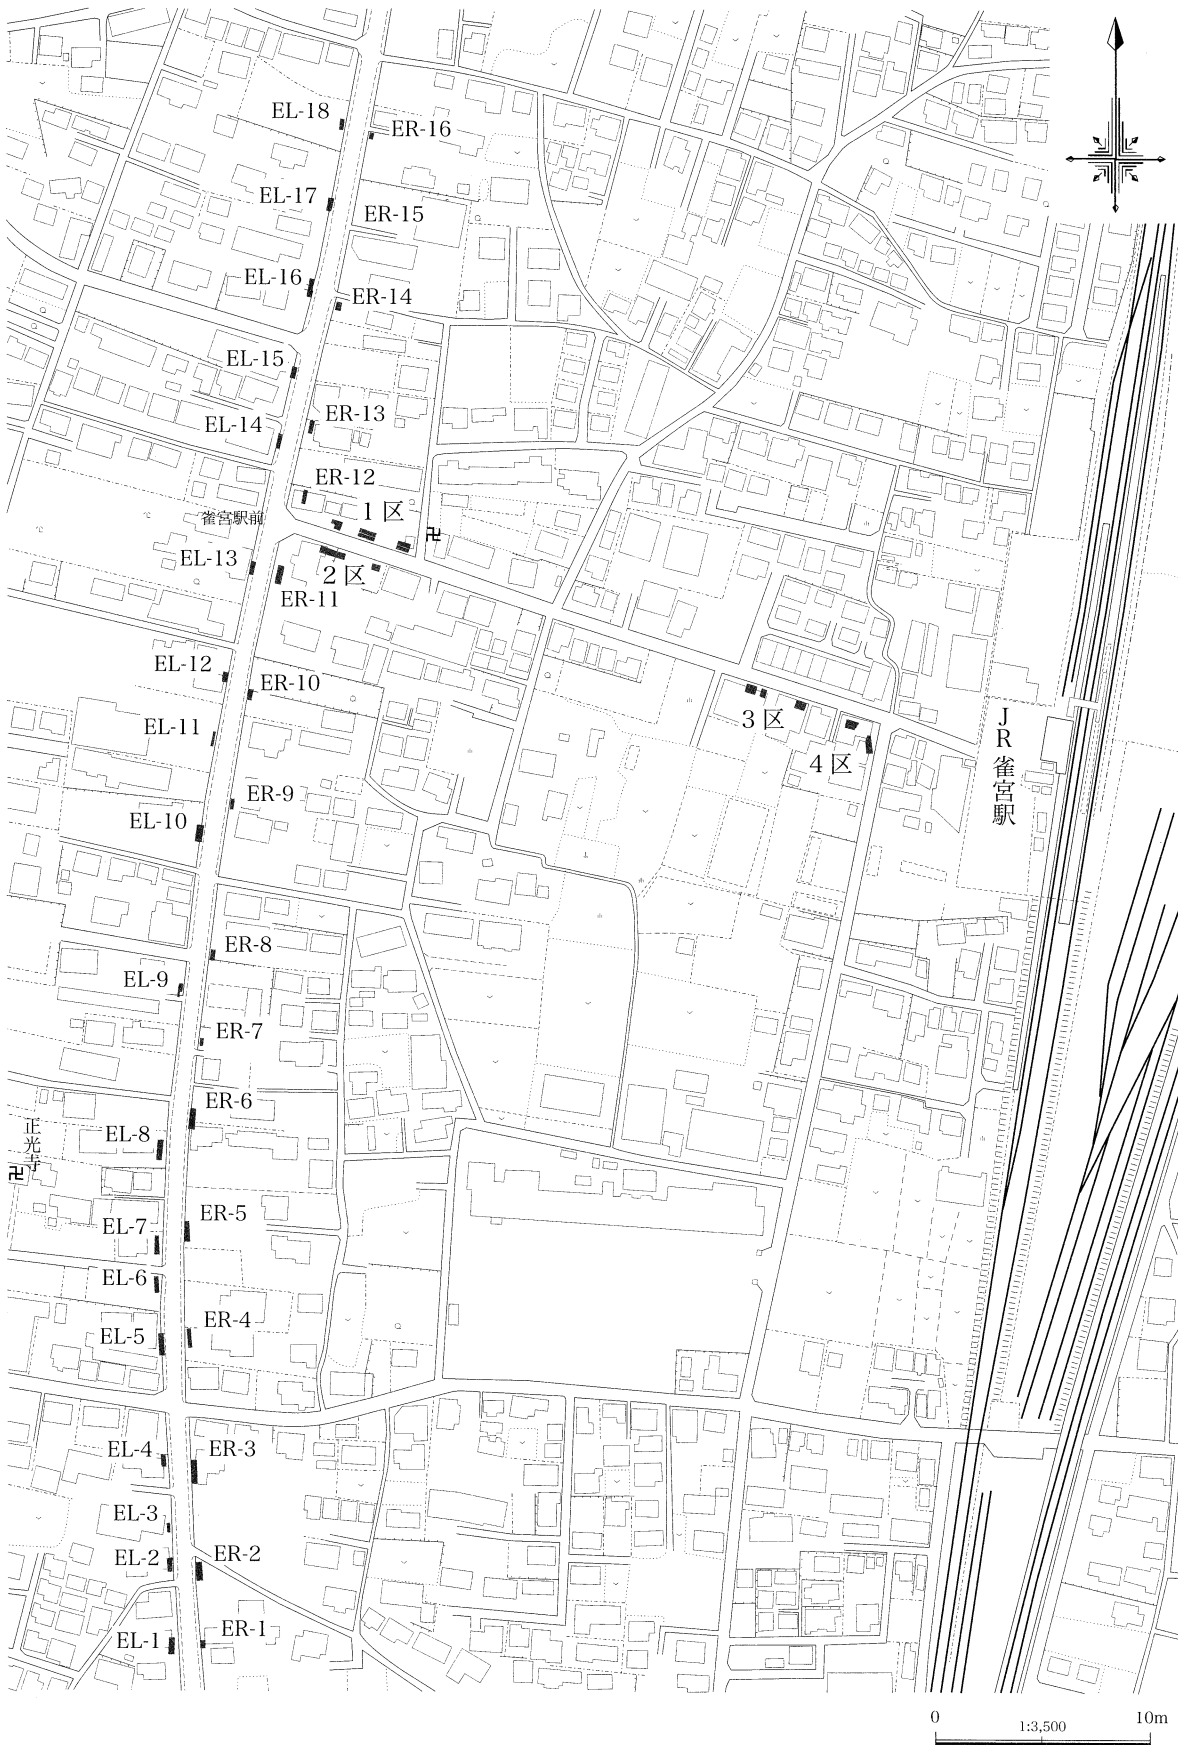 EL-18
ER-16
EL-17
ER-15
EL-16
ER-14
EL-15
ER-13
EL-14
ER-12
1区
雀宮駅前
卍
EL-13
2区
ER-11
EL-12
ER-10
EL-11
3区
JR雀宮駅
4区
ER-9
EL-10
ER-8
EL-9
ER-7
ER-6
正光寺
卍
EL-8
ER-5
EL-7
EL-6
ER-4
EL-5
EL-4
ER-3
EL-3
EL-2
ER-2
EL-1
ER-1
0
1:3,500
10m